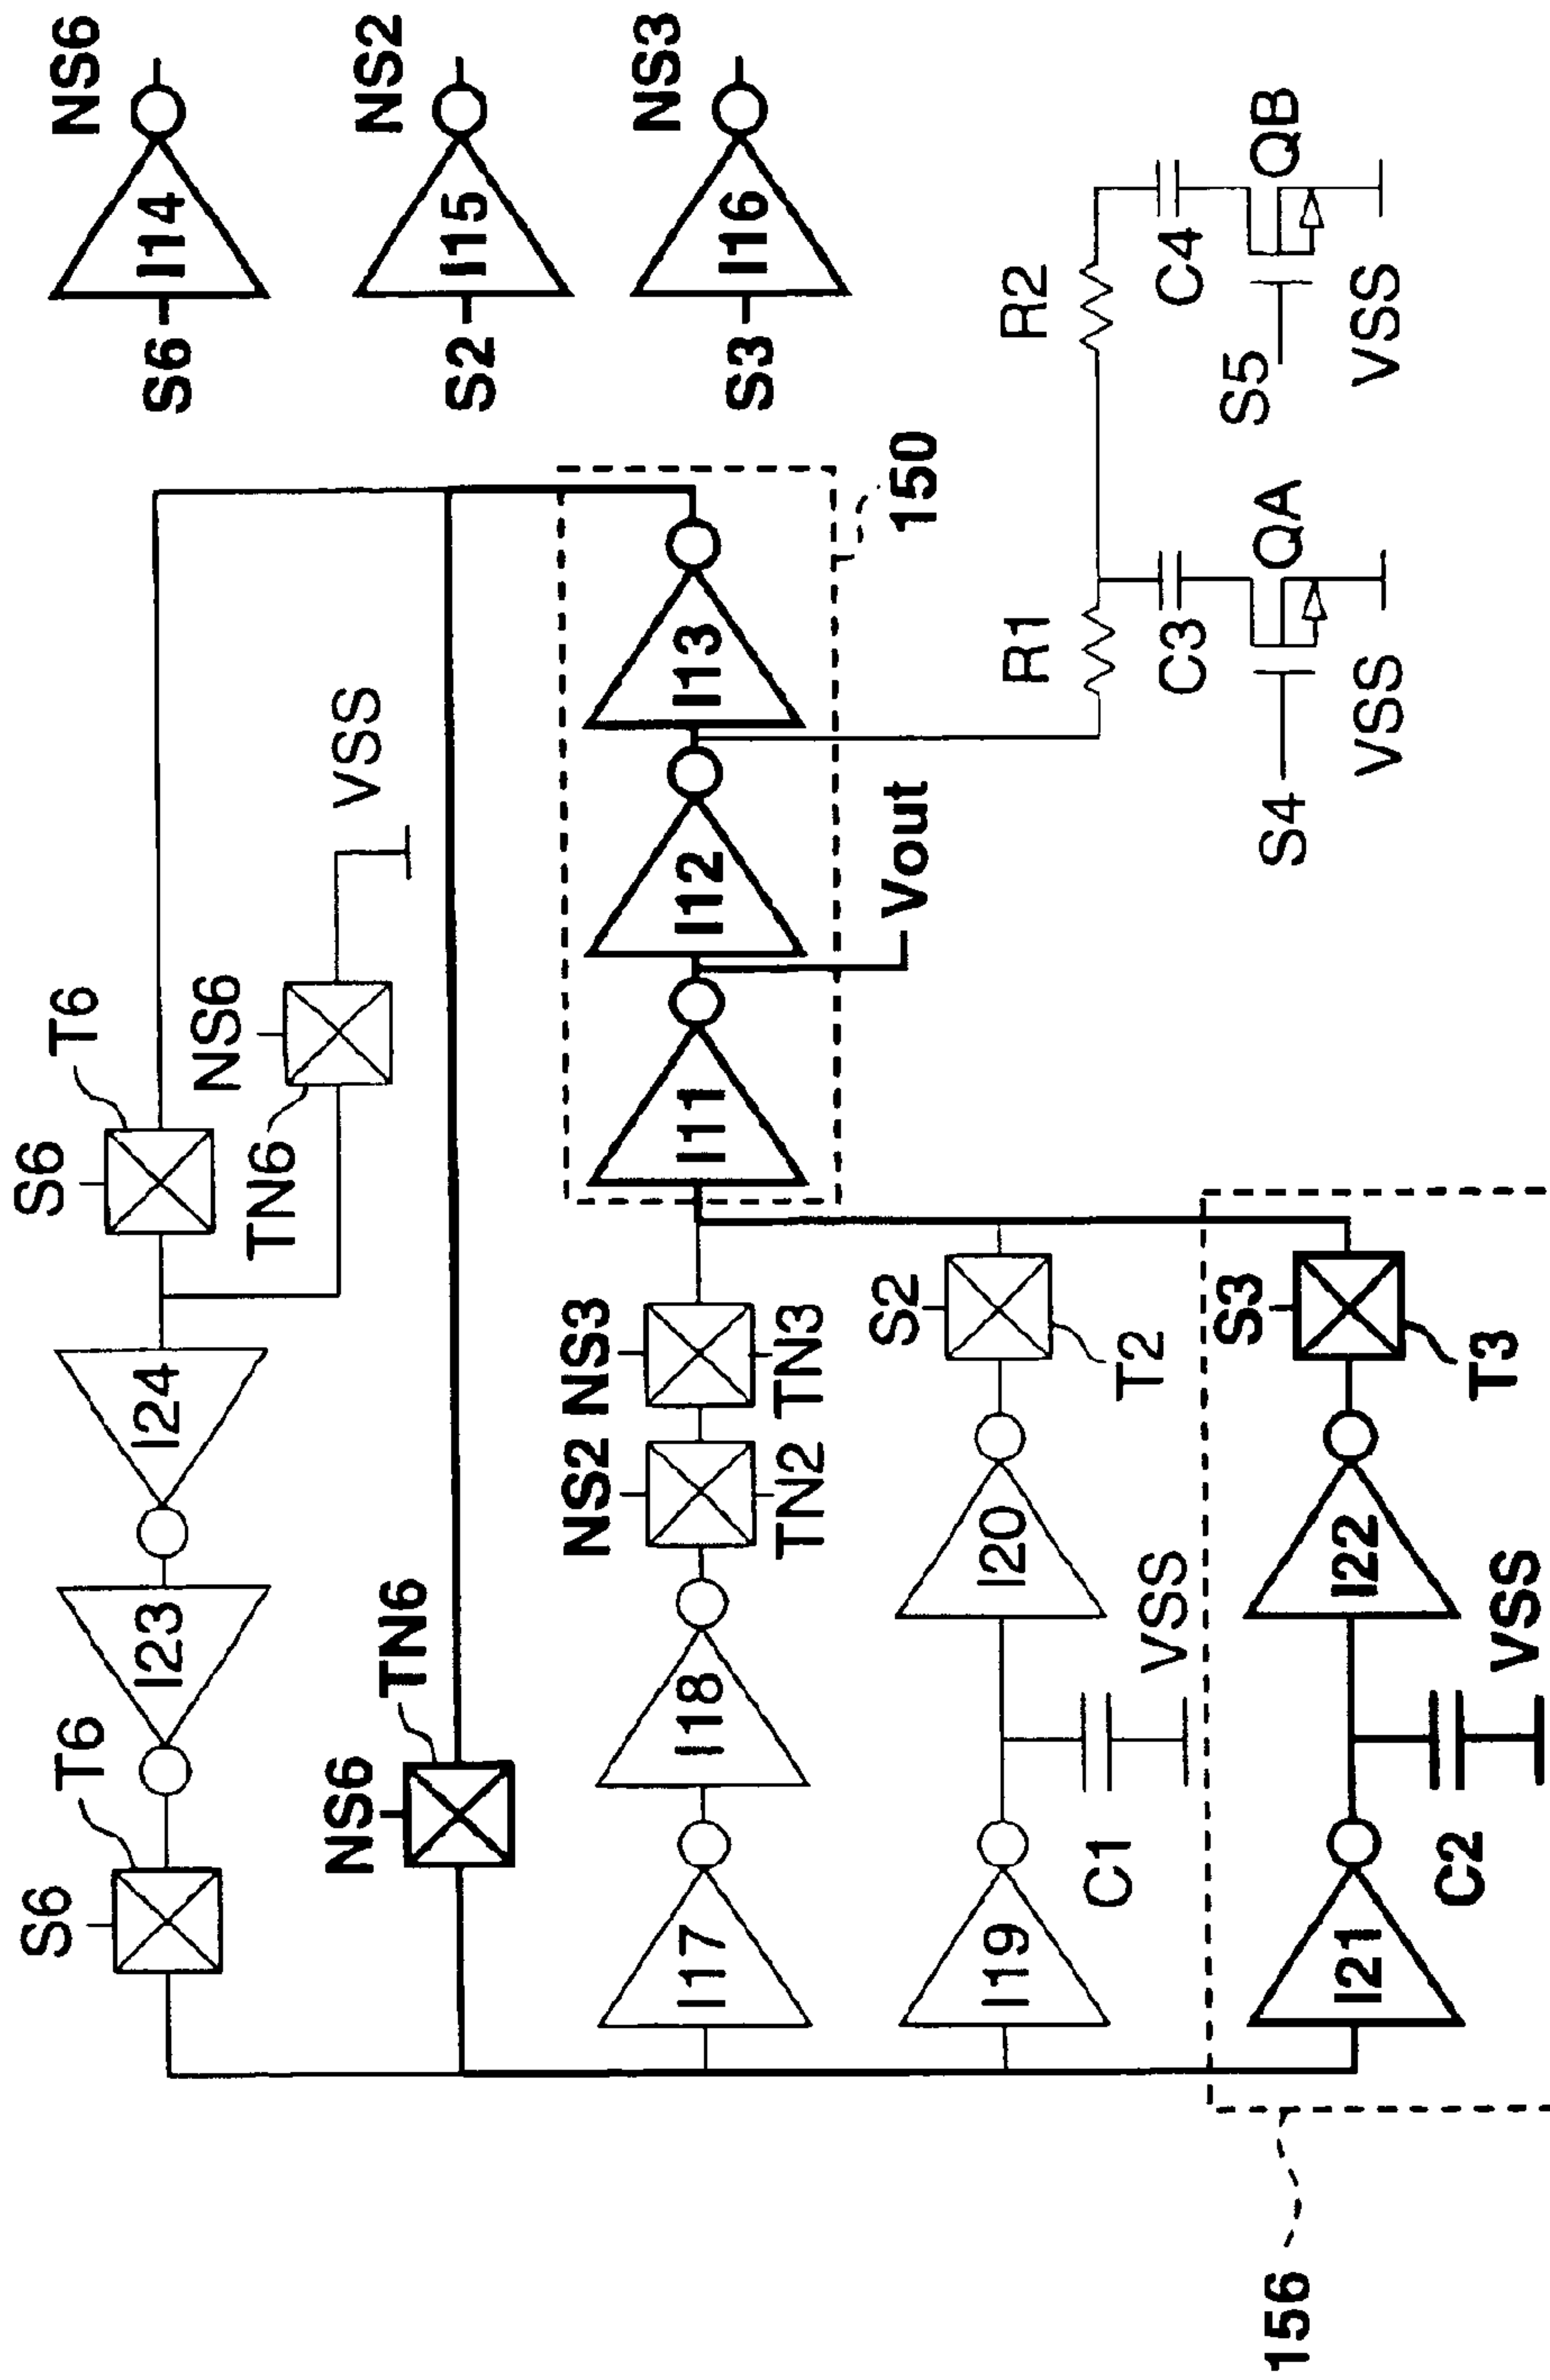 S6
I14
NS6
S2
I15
NS2
S3
I16
NS3
S6
T6
I23
I24
S6
T6
TN6
NS6
VSS
NS6
TN6
I17
I18
NS2
NS3
TN2
TN3
I11
I12
I13
150
Vout
I19
I20
S2
T2
C1
VSS
R1
R2
C3
C4
S4
QA
VSS
S5
QB
VSS
156
I21
I22
S3
T3
C2
VSS